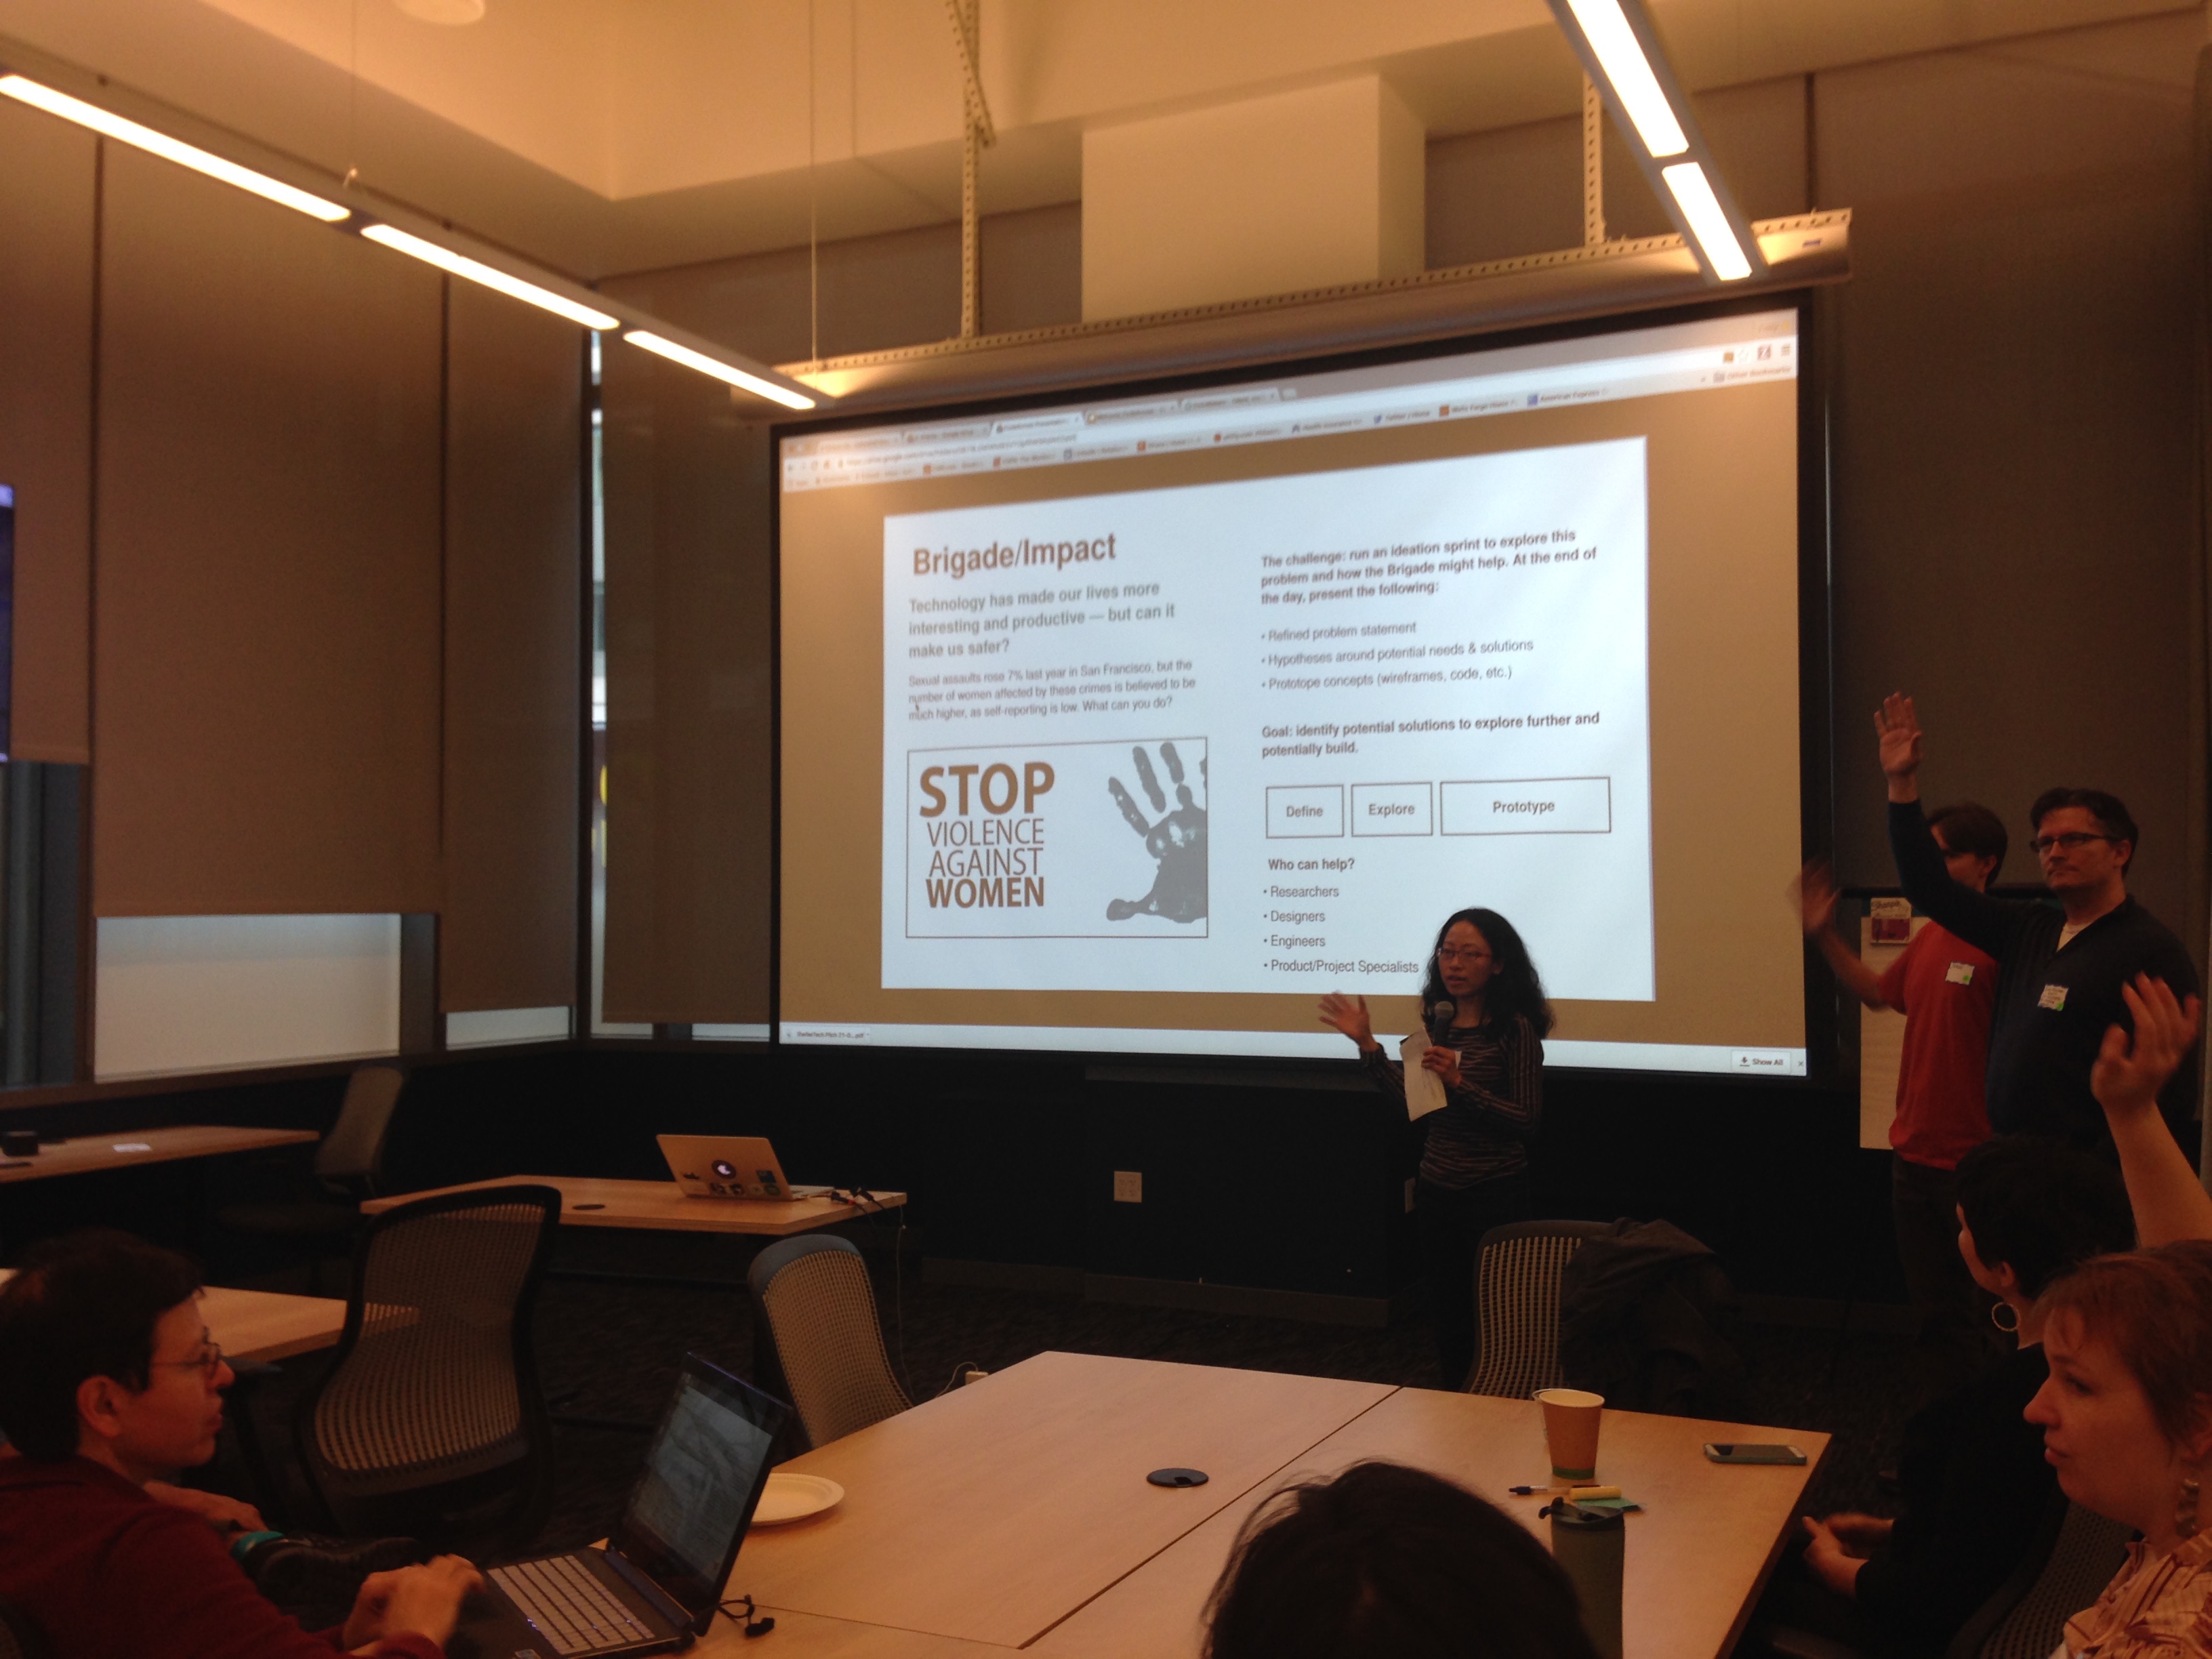 Brigade/Impact
Technology has made our lives more
interesting and productive — but can it
make us safer?
Sexual assaults rose 7% last year in San Francisco, but the
number of women affected by these crimes is believed to be
much higher, as self-reporting is low. What can you do?
STOP
VIOLENCE
AGAINST
WOMEN
The challenge: run an ideation sprint to explore this
problem and how the Brigade might help. At the end of
the day, present the following:
• Refined problem statement
• Hypotheses around potential needs & solutions
• Prototope concepts (wireframes, code, etc.)
Goal: identify potential solutions to explore further and
potentially build.
Define
Explore
Prototype
Who can help?
• Researchers
• Designers
• Engineers
• Product/Project Specialists
Show All